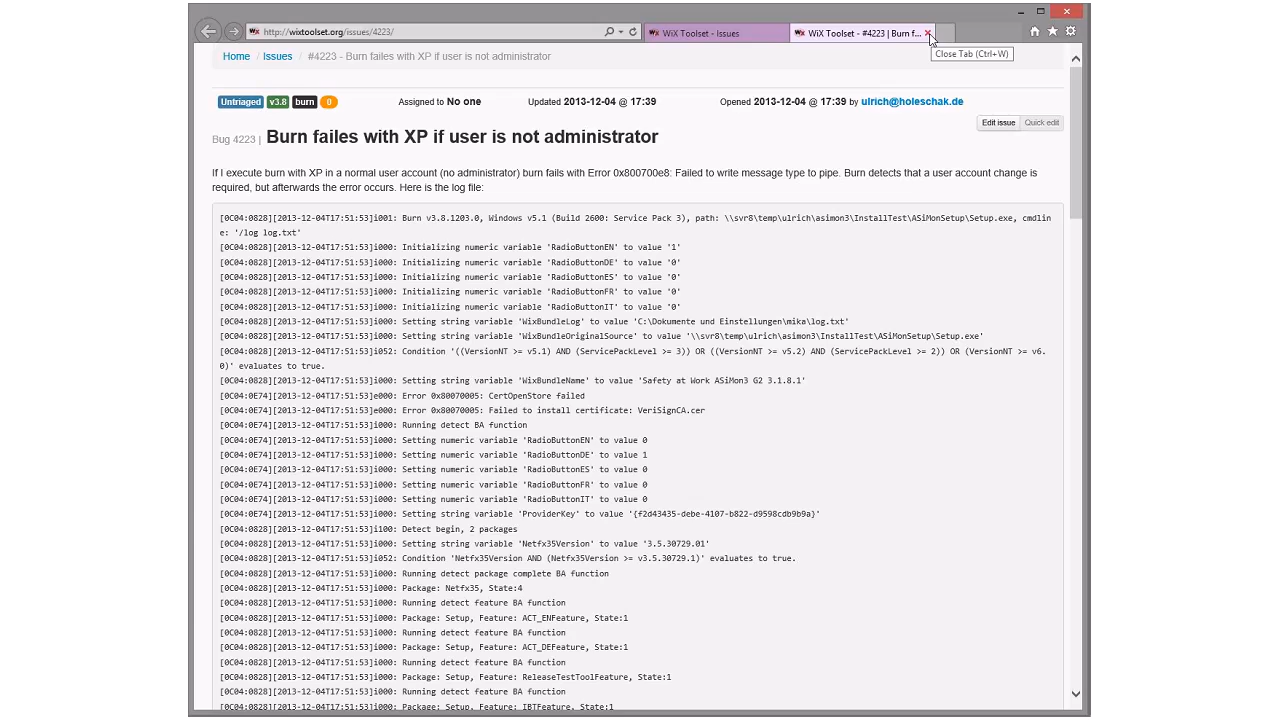 http://wixtoolset.org/issues/4223/
WiX Toolset - Issues
WiX Toolset - #4223 | Burn f...
Close Tab (Ctrl+W)
Home / Issues / #4223 - Burn failes with XP if user is not administrator
Untriaged v3.8 burn 0
Assigned to No one
Updated 2013-12-04 @ 17:39
Opened 2013-12-04 @ 17:39 by ulrich@holeschak.de
Edit issue Quick edit
Bug 4223 | Burn failes with XP if user is not administrator
If I execute burn with XP in a normal user account (no administrator) burn fails with Error 0x800700e8: Failed to write message type to pipe. Burn detects that a user account change is
required, but afterwards the error occurs. Here is the log file:
[0C04:0828][2013-12-04T17:51:53]i001: Burn v3.8.1203.0, Windows v5.1 (Build 2600: Service Pack 3), path: \\svr8\temp\ulrich\asimon3\InstallTest\ASiMonSetup\Setup.exe, cmdlin
e: '/log log.txt'
[0C04:0828][2013-12-04T17:51:53]i000: Initializing numeric variable 'RadioButtonEN' to value '1'
[0C04:0828][2013-12-04T17:51:53]i000: Initializing numeric variable 'RadioButtonDE' to value '0'
[0C04:0828][2013-12-04T17:51:53]i000: Initializing numeric variable 'RadioButtonES' to value '0'
[0C04:0828][2013-12-04T17:51:53]i000: Initializing numeric variable 'RadioButtonFR' to value '0'
[0C04:0828][2013-12-04T17:51:53]i000: Initializing numeric variable 'RadioButtonIT' to value '0'
[0C04:0828][2013-12-04T17:51:53]i000: Setting string variable 'WixBundleLog' to value 'C:\Dokumente und Einstellungen\mika\log.txt'
[0C04:0828][2013-12-04T17:51:53]i000: Setting string variable 'WixBundleOriginalSource' to value '\\svr8\temp\ulrich\asimon3\InstallTest\ASiMonSetup\Setup.exe'
[0C04:0828][2013-12-04T17:51:53]i052: Condition '((VersionNT >= v5.1) AND (ServicePackLevel >= 3)) OR ((VersionNT >= v5.2) AND (ServicePackLevel >= 2)) OR (VersionNT >= v6.
0)' evaluates to true.
[0C04:0828][2013-12-04T17:51:53]i000: Setting string variable 'WixBundleName' to value 'Safety at Work ASiMon3 G2 3.1.8.1'
[0C04:0E74][2013-12-04T17:51:53]e000: Error 0x80070005: CertOpenStore failed
[0C04:0E74][2013-12-04T17:51:53]e000: Error 0x80070005: Failed to install certificate: VeriSignCA.cer
[0C04:0E74][2013-12-04T17:51:53]i000: Running detect BA function
[0C04:0E74][2013-12-04T17:51:53]i000: Setting numeric variable 'RadioButtonEN' to value 0
[0C04:0E74][2013-12-04T17:51:53]i000: Setting numeric variable 'RadioButtonDE' to value 1
[0C04:0E74][2013-12-04T17:51:53]i000: Setting numeric variable 'RadioButtonES' to value 0
[0C04:0E74][2013-12-04T17:51:53]i000: Setting numeric variable 'RadioButtonFR' to value 0
[0C04:0E74][2013-12-04T17:51:53]i000: Setting numeric variable 'RadioButtonIT' to value 0
[0C04:0E74][2013-12-04T17:51:53]i000: Setting string variable 'ProviderKey' to value '{f2d43435-debe-4107-b822-d9598cdb9b9a}'
[0C04:0828][2013-12-04T17:51:53]i100: Detect begin, 2 packages
[0C04:0828][2013-12-04T17:51:53]i000: Setting string variable 'Netfx35Version' to value '3.5.30729.01'
[0C04:0828][2013-12-04T17:51:53]i052: Condition 'Netfx35Version AND (Netfx35Version >= v3.5.30729.1)' evaluates to true.
[0C04:0828][2013-12-04T17:51:53]i000: Running detect package complete BA function
[0C04:0828][2013-12-04T17:51:53]i000: Package: Netfx35, State:4
[0C04:0828][2013-12-04T17:51:53]i000: Running detect feature BA function
[0C04:0828][2013-12-04T17:51:53]i000: Package: Setup, Feature: ACT_ENFeature, State:1
[0C04:0828][2013-12-04T17:51:53]i000: Running detect feature BA function
[0C04:0828][2013-12-04T17:51:53]i000: Package: Setup, Feature: ACT_DEFeature, State:1
[0C04:0828][2013-12-04T17:51:53]i000: Running detect feature BA function
[0C04:0828][2013-12-04T17:51:53]i000: Package: Setup, Feature: ReleaseTestToolFeature, State:1
[0C04:0828][2013-12-04T17:51:53]i000: Running detect feature BA function
[0C04:0828][2013-12-04T17:51:53]i000: Package: Setup, Feature: IBTFeature, State:1